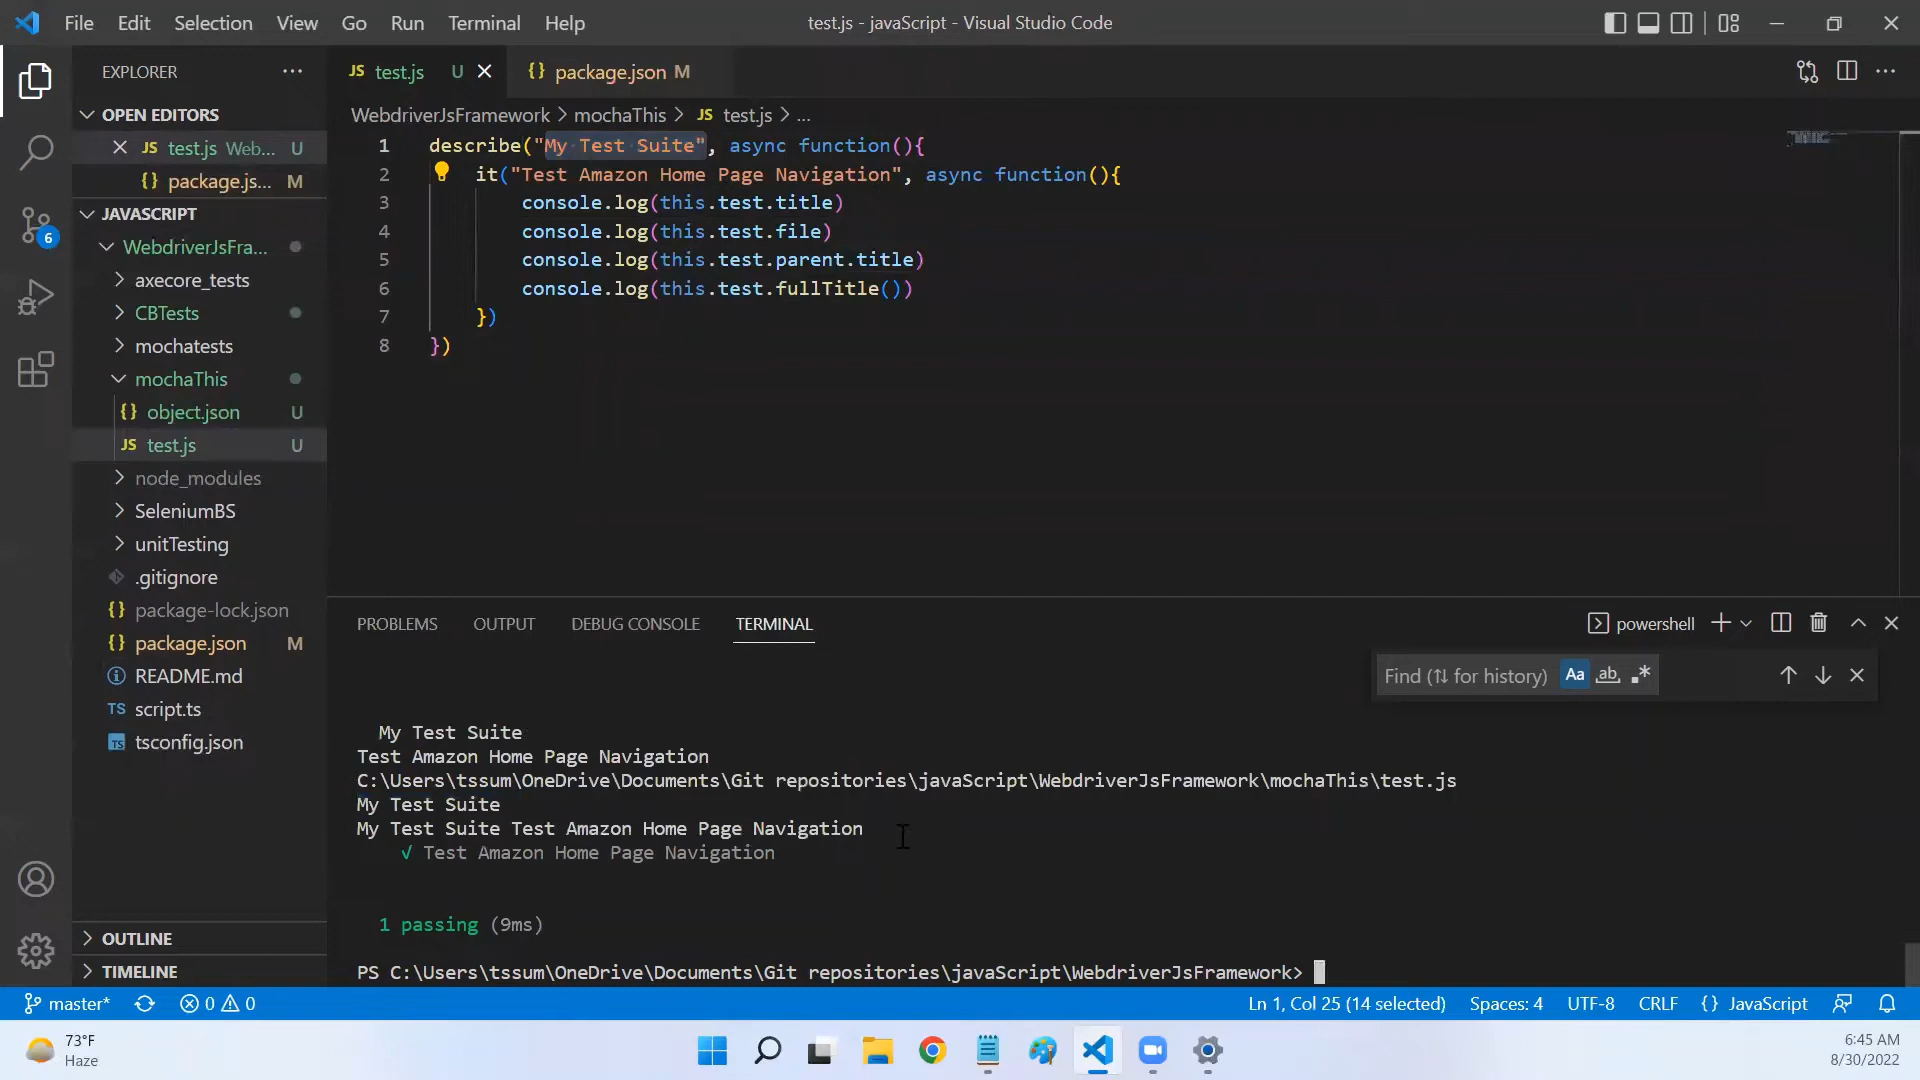 File Edit Selection View Go Run Terminal Help test.js - javaScript - Visual Studio Code
EXPLORER
JS test.js U
{} package.json M
OPEN EDITORS
JS test.js Web... U
{} package.js... M
JAVASCRIPT
WebdriverJsFra...
axecore_tests
CBTests
mochatests
mochaThis
{} object.json U
JS test.js U
node_modules
SeleniumBS
unitTesting
.gitignore
{} package-lock.json
{} package.json M
README.md
TS script.ts
TS tsconfig.json
OUTLINE
TIMELINE
6
WebdriverJsFramework > mochaThis > JS test.js > ...
1 describe("My Test Suite", async function(){
2 it("Test Amazon Home Page Navigation", async function(){
3 console.log(this.test.title)
4 console.log(this.test.file)
5 console.log(this.test.parent.title)
6 console.log(this.test.fullTitle())
7 })
8 })
PROBLEMS OUTPUT DEBUG CONSOLE TERMINAL
powershell
Find (⇅ for history) Aa ab .*
My Test Suite
Test Amazon Home Page Navigation
C:\Users\tssum\OneDrive\Documents\Git repositories\javaScript\WebdriverJsFramework\mochaThis\test.js
My Test Suite
My Test Suite Test Amazon Home Page Navigation
√ Test Amazon Home Page Navigation
1 passing (9ms)
PS C:\Users\tssum\OneDrive\Documents\Git repositories\javaScript\WebdriverJsFramework>
master* 0 0 Ln 1, Col 25 (14 selected) Spaces: 4 UTF-8 CRLF {} JavaScript
73°F
Haze
6:45 AM
8/30/2022